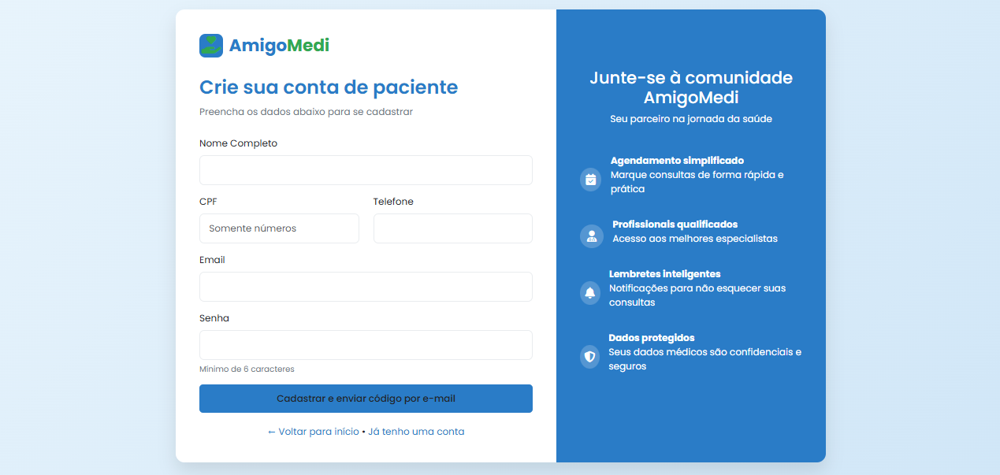 AmigoMedi
Crie sua conta de paciente
Preencha os dados abaixo para se cadastrar
Nome Completo
CPF
Telefone
Somente números
Email
Senha
Mínimo de 6 caracteres
Cadastrar e enviar código por e-mail
← Voltar para início • Já tenho uma conta
Junte-se à comunidade
AmigoMedi
Seu parceiro na jornada da saúde
Agendamento simplificado
Marque consultas de forma rápida e
prática
Profissionais qualificados
Acesso aos melhores especialistas
Lembretes inteligentes
Notificações para não esquecer suas
consultas
Dados protegidos
Seus dados médicos são confidenciais e
seguros